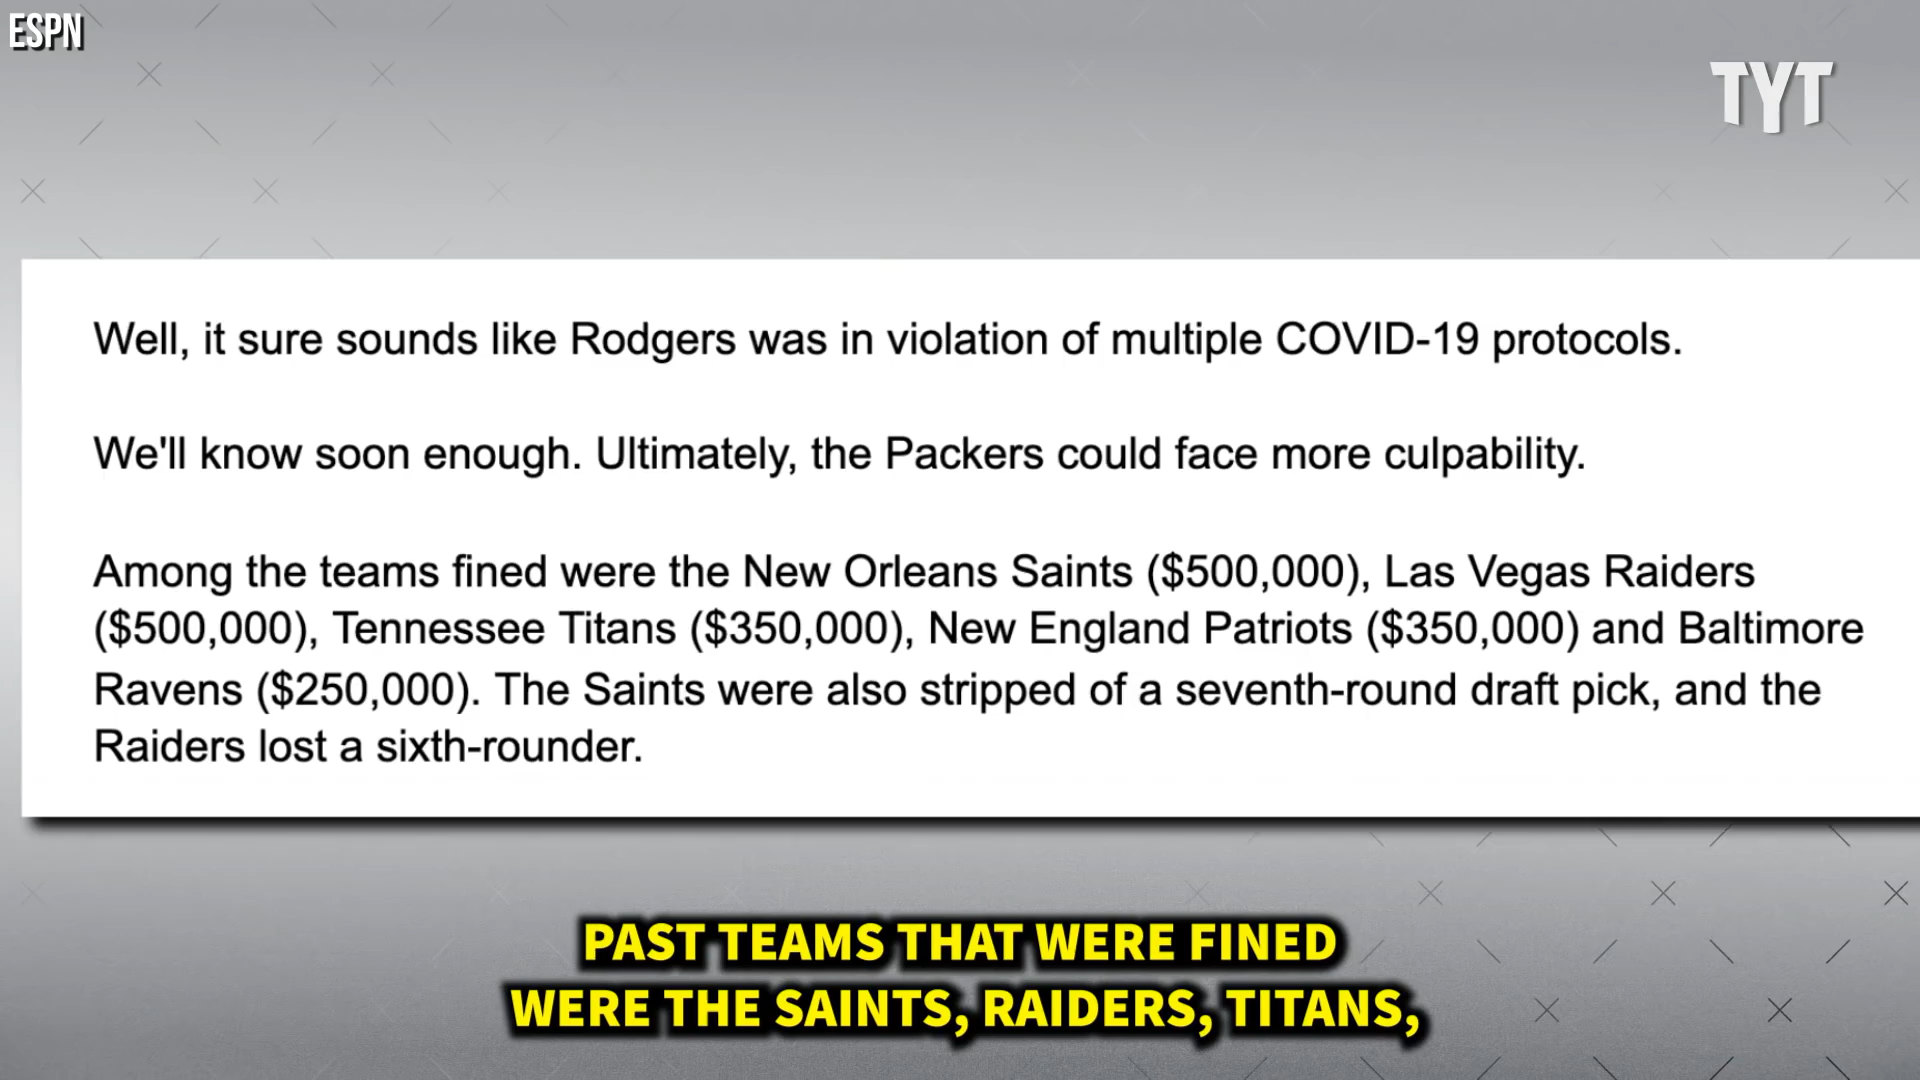 ESPN
TYT
Well, it sure sounds like Rodgers was in violation of multiple COVID-19 protocols.
We'll know soon enough. Ultimately, the Packers could face more culpability.
Among the teams fined were the New Orleans Saints ($500,000), Las Vegas Raiders
($500,000), Tennessee Titans ($350,000), New England Patriots ($350,000) and Baltimore
Ravens ($250,000). The Saints were also stripped of a seventh-round draft pick, and the
Raiders lost a sixth-rounder.
PAST TEAMS THAT WERE FINED
WERE THE SAINTS, RAIDERS, TITANS,